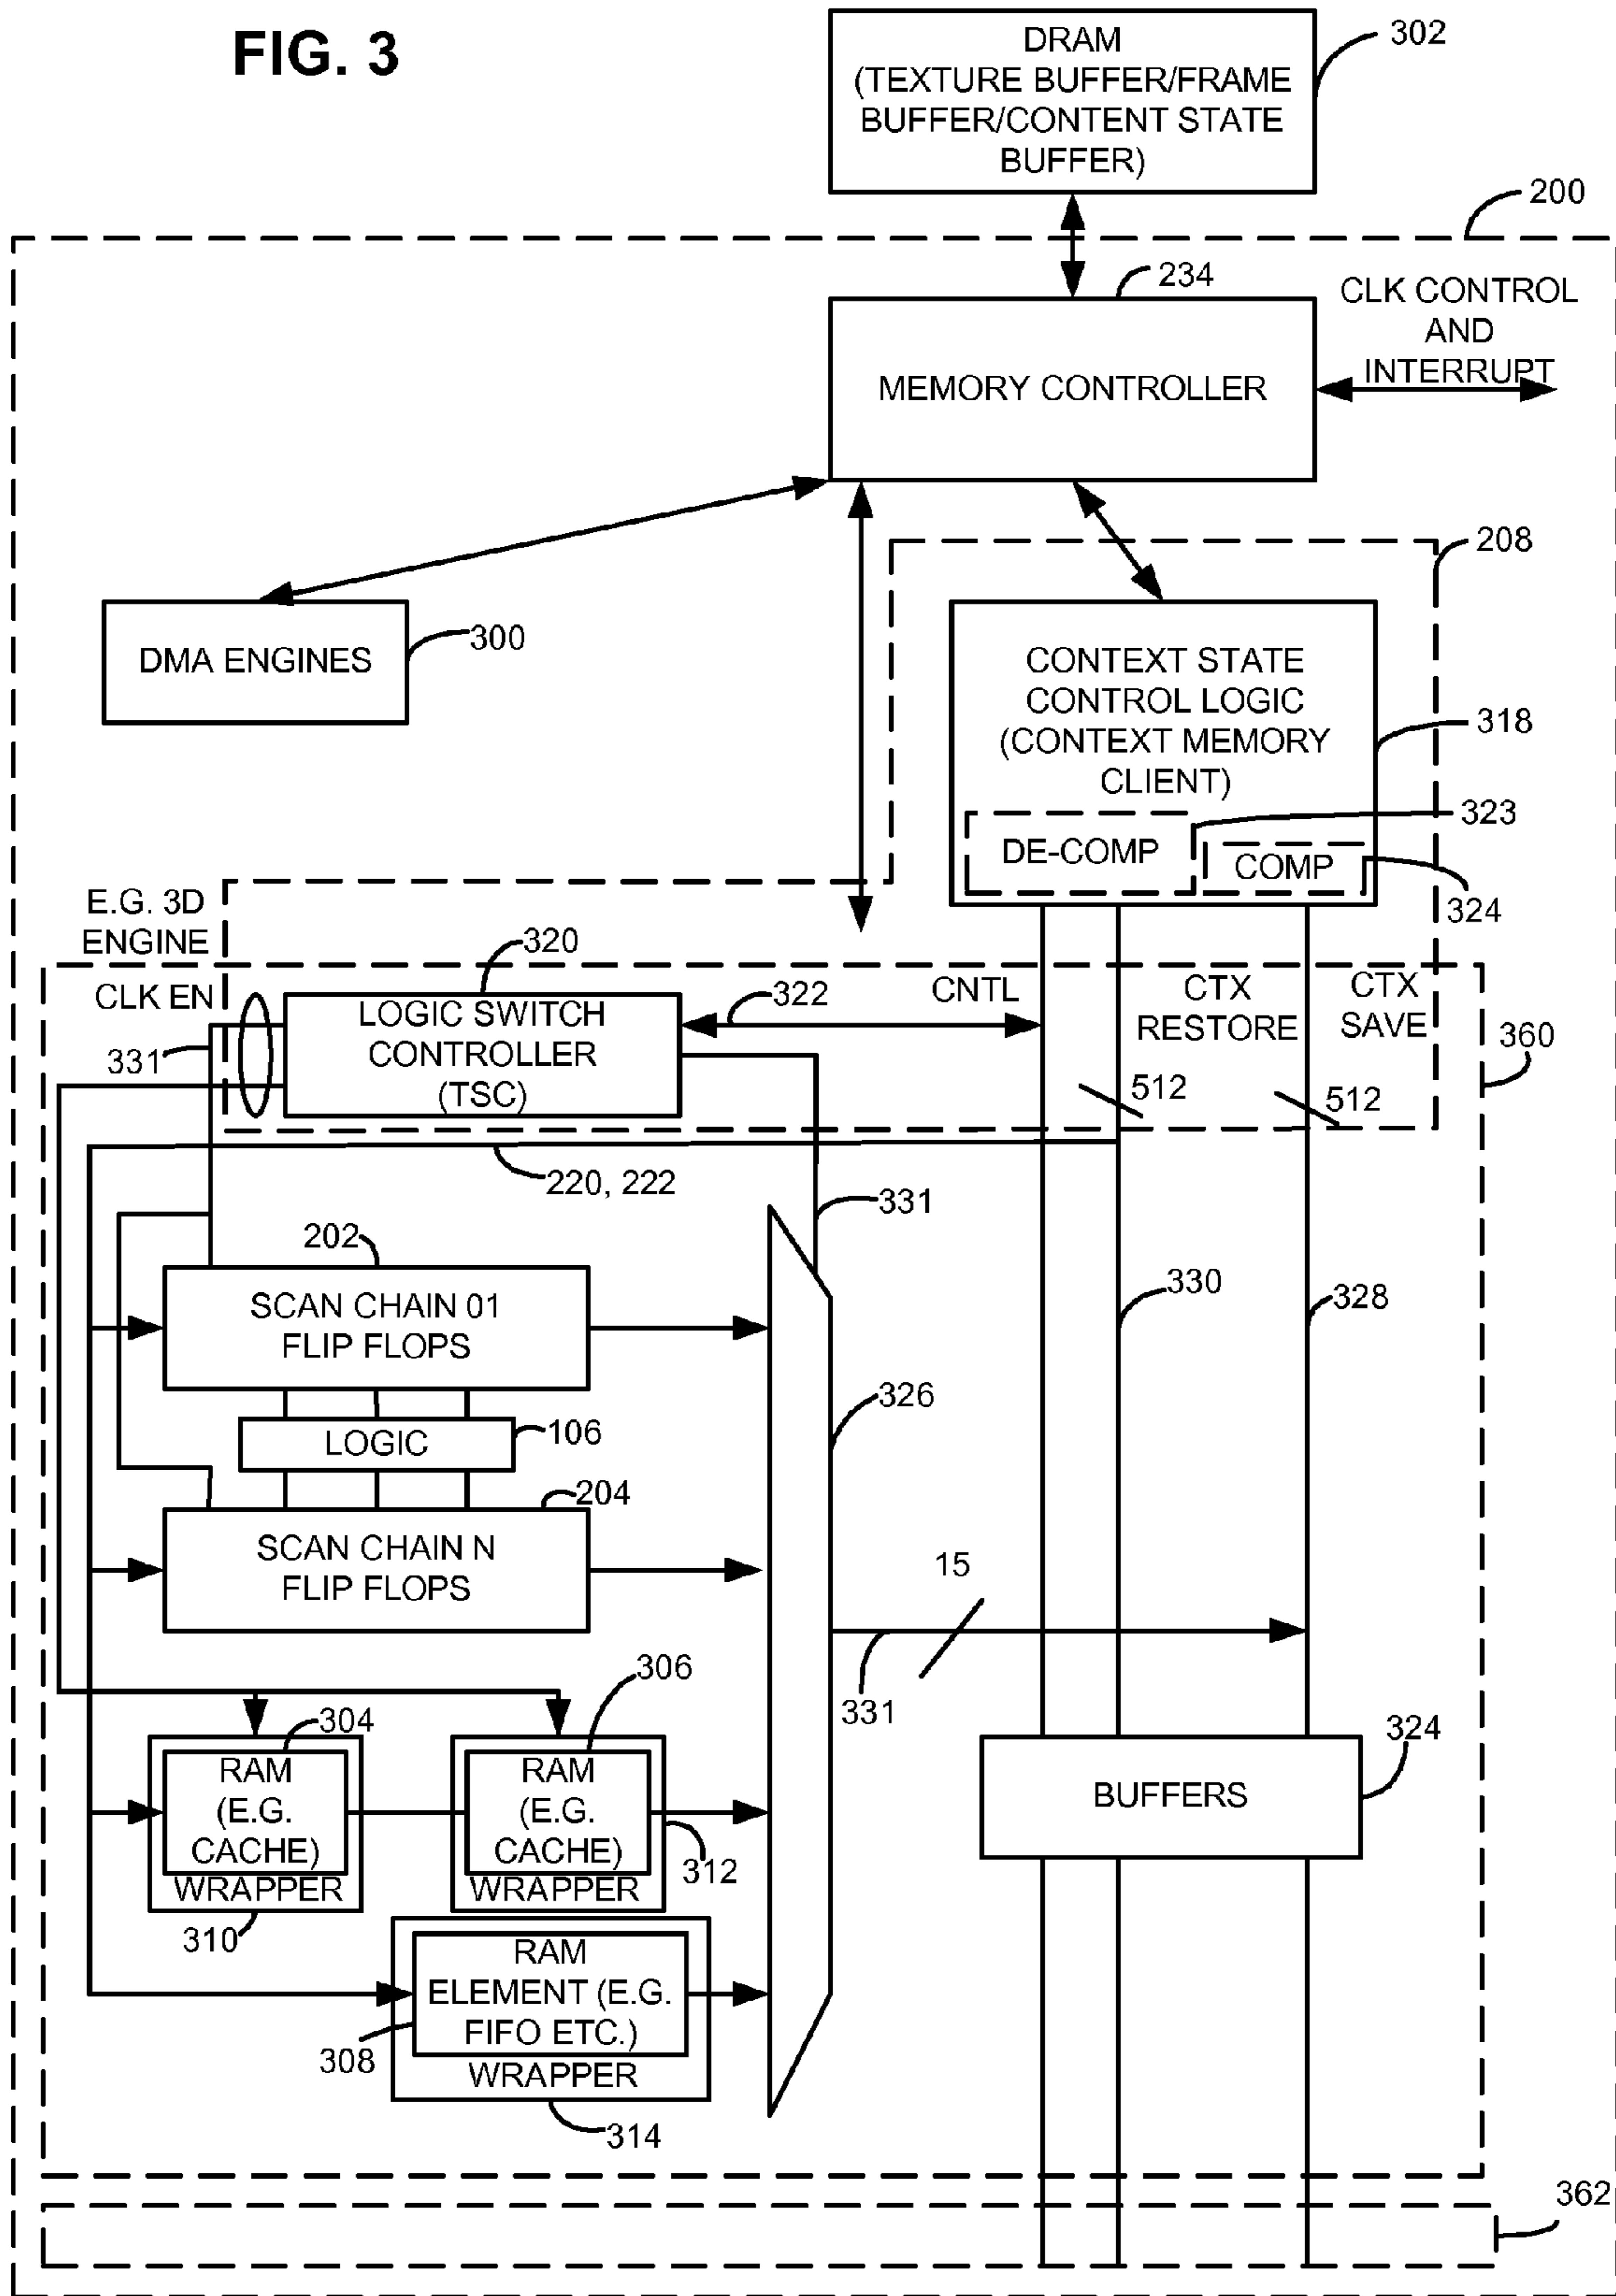 FIG. 3
DRAM
(TEXTURE BUFFER/FRAME
BUFFER/CONTENT STATE
BUFFER)
302
200
234
MEMORY CONTROLLER
CLK CONTROL
AND
INTERRUPT
208
DMA ENGINES
300
CONTEXT STATE
CONTROL LOGIC
(CONTEXT MEMORY
CLIENT)
318
DE-COMP
323
COMP
324
E.G. 3D
ENGINE
320
CLK EN
LOGIC SWITCH
CONTROLLER
(TSC)
322
CNTL
CTX
RESTORE
CTX
SAVE
360
331
512
512
220, 222
331
202
SCAN CHAIN 01
FLIP FLOPS
330
328
326
LOGIC
106
204
SCAN CHAIN N
FLIP FLOPS
15
331
306
304
RAM
(E.G.
CACHE)
WRAPPER
310
RAM
(E.G.
CACHE)
WRAPPER
312
324
BUFFERS
RAM
ELEMENT (E.G.
FIFO ETC.)
308
WRAPPER
314
362